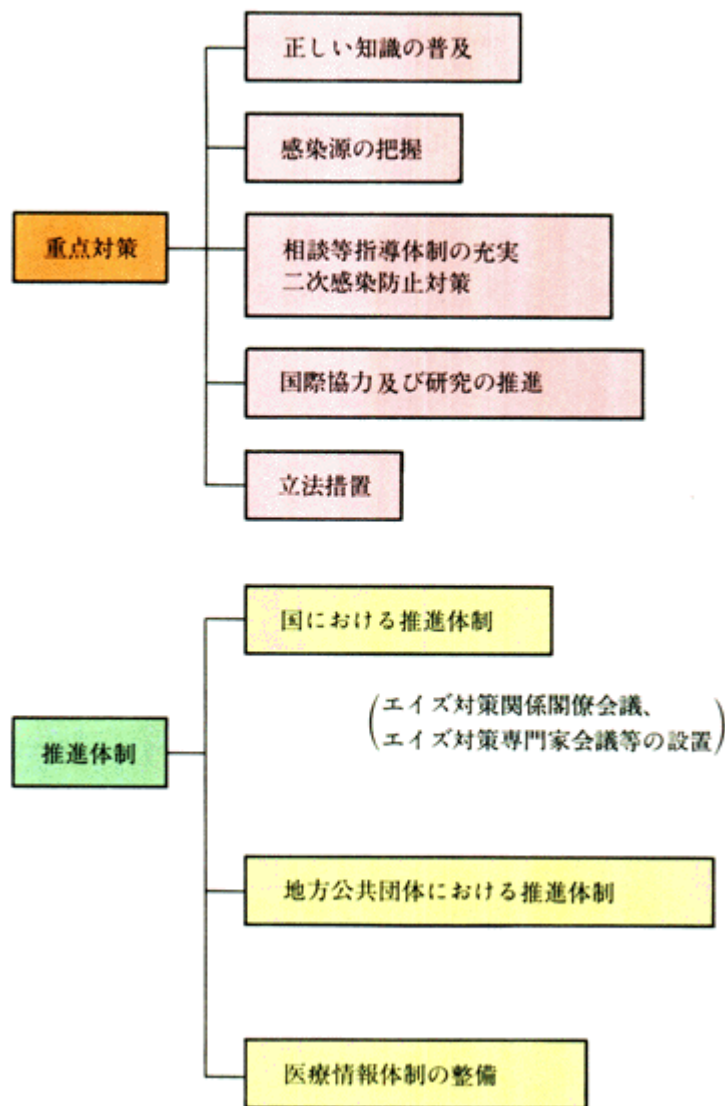 正しい知識の普及
感染源の把握
重点対策
相談等指導体制の充実
二次感染防止対策
国際協力及び研究の推進
立法措置
国における推進体制
(エイズ対策関係閣僚会議、
エイズ対策専門家会議等の設置)
推進体制
地方公共団体における推進体制
医療情報体制の整備